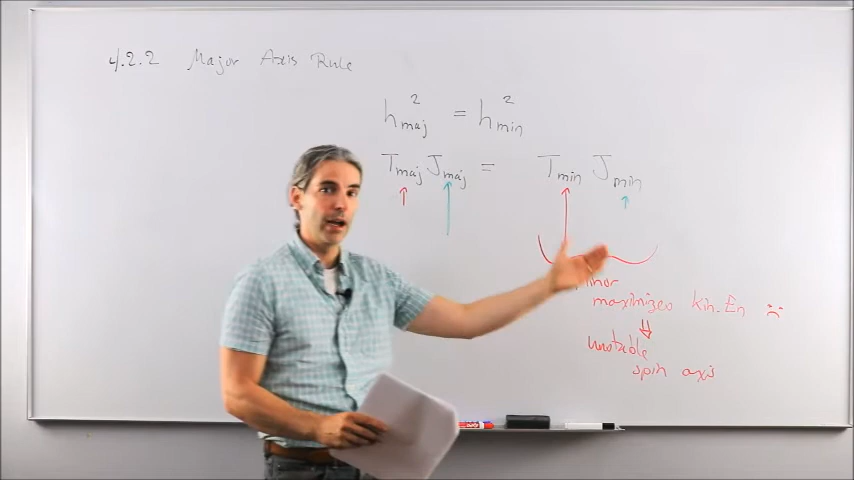 4.2.2 Major Axis Rule
h²maj = h²min
Tmaj Jmaj = Tmin Jmin
maximizes kin. En :(
⇓
unstable
spin axis